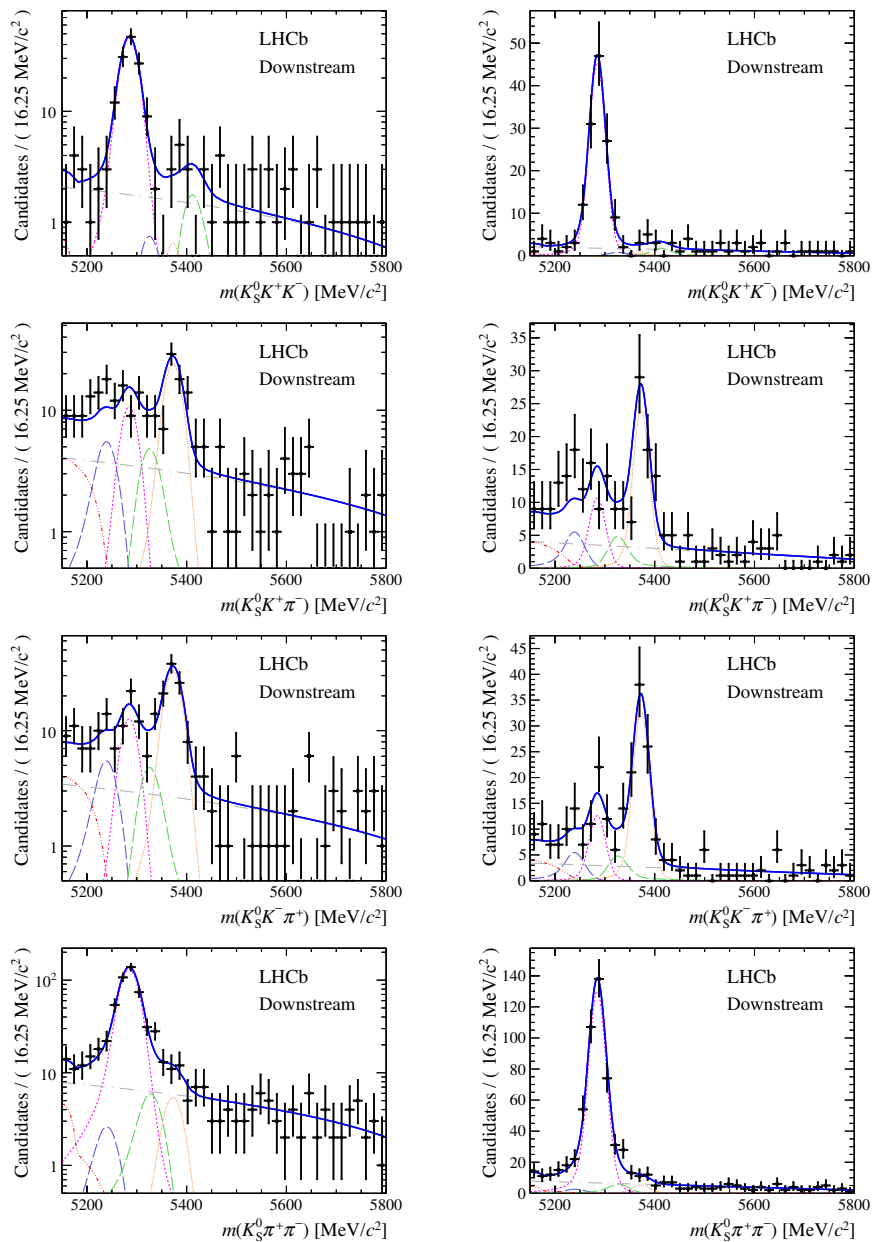 Candidates / ( 16.25 MeV/c² )
LHCb
Downstream
10
1
5200 5400 5600 5800
m(K⁰_S K⁺K⁻) [MeV/c²]
Candidates / ( 16.25 MeV/c² )
LHCb
Downstream
50
40
30
20
10
0
5200 5400 5600 5800
m(K⁰_S K⁺K⁻) [MeV/c²]
Candidates / ( 16.25 MeV/c² )
LHCb
Downstream
10
1
5200 5400 5600 5800
m(K⁰_S K⁺π⁻) [MeV/c²]
Candidates / ( 16.25 MeV/c² )
LHCb
Downstream
35
30
25
20
15
10
5
0
5200 5400 5600 5800
m(K⁰_S K⁺π⁻) [MeV/c²]
Candidates / ( 16.25 MeV/c² )
LHCb
Downstream
10
1
5200 5400 5600 5800
m(K⁰_S K⁻π⁺) [MeV/c²]
Candidates / ( 16.25 MeV/c² )
LHCb
Downstream
45
40
35
30
25
20
15
10
5
0
5200 5400 5600 5800
m(K⁰_S K⁻π⁺) [MeV/c²]
Candidates / ( 16.25 MeV/c² )
LHCb
Downstream
10²
10
1
5200 5400 5600 5800
m(K⁰_S π⁺π⁻) [MeV/c²]
Candidates / ( 16.25 MeV/c² )
LHCb
Downstream
140
120
100
80
60
40
20
0
5200 5400 5600 5800
m(K⁰_S π⁺π⁻) [MeV/c²]